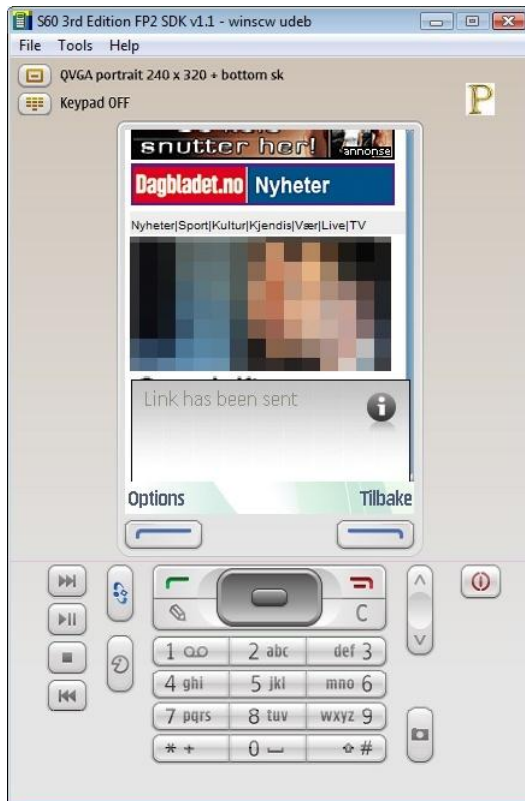 S60 3rd Edition FP2 SDK v1.1 - winscw udeb
File Tools Help
QVGA portrait 240 x 320 + bottom sk
Keypad OFF
P
snutter her!
annonse
Dagbladet.no Nyheter
Nyheter|Sport|Kultur|Kjendis|Vær|Live|TV
Link has been sent
i
Options Tilbake
C
1 2 abc def 3
4 ghi 5 jkl mno 6
7 pqrs 8 tuv wxyz 9
* + 0 #